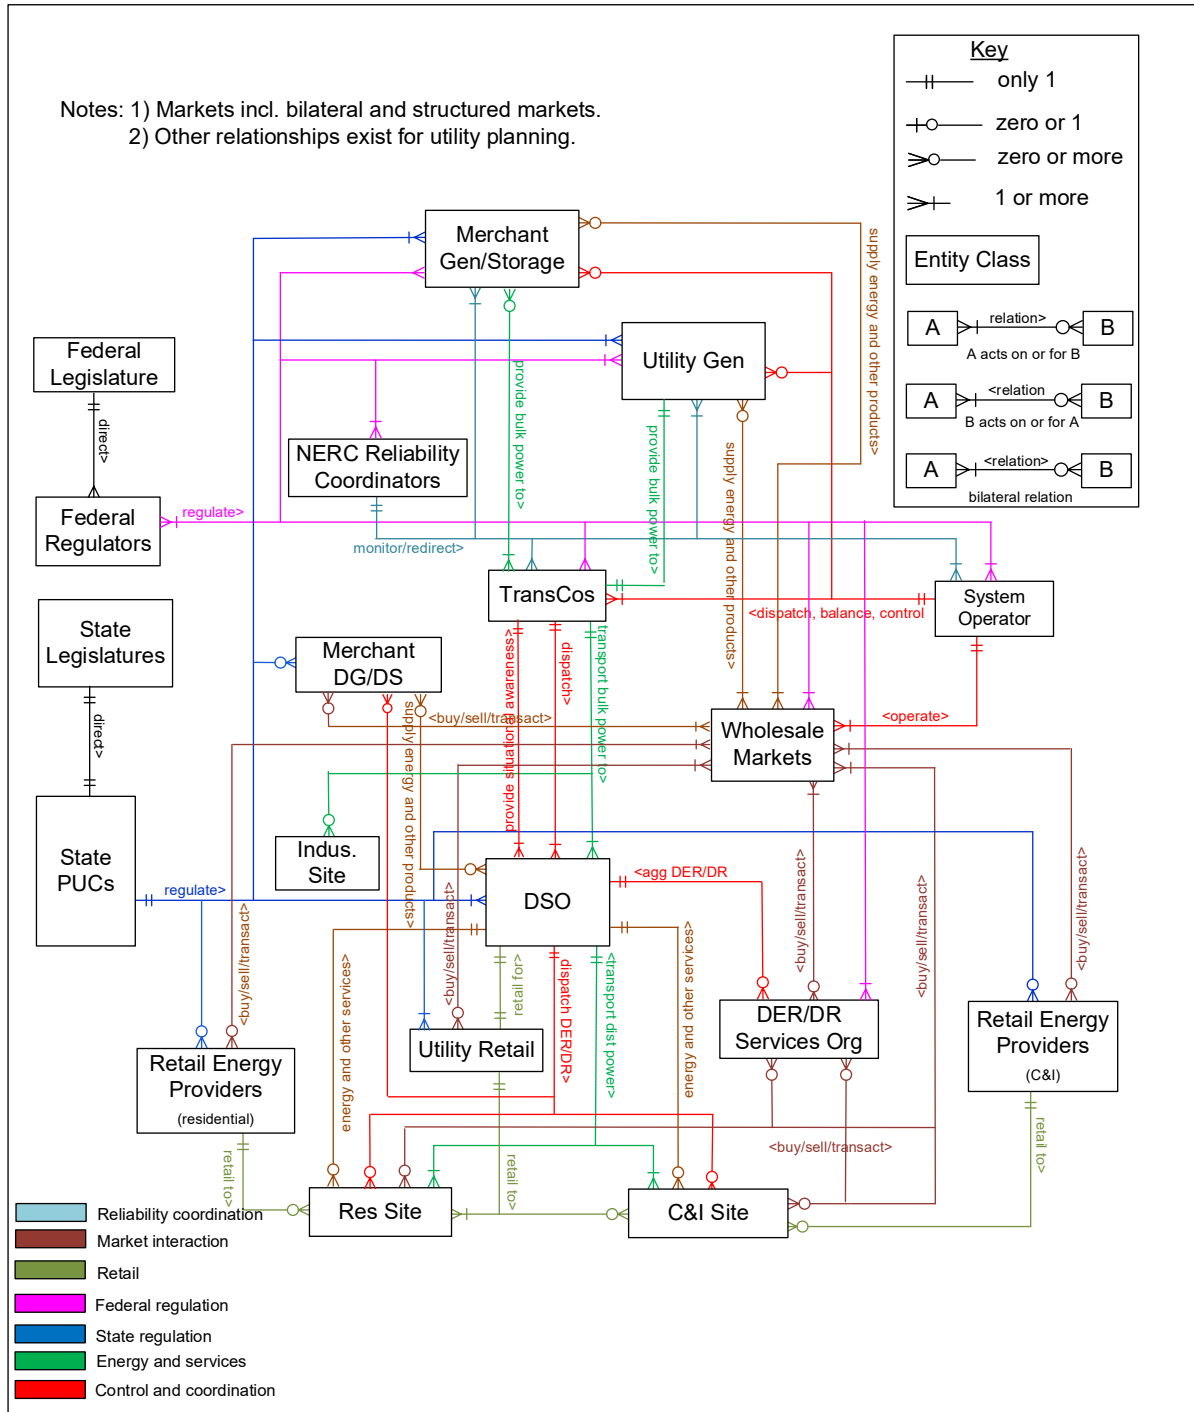 Key
only 1
zero or 1
zero or more
1 or more
Entity Class
A
relation>
B
A acts on or for B
A
<relation
B
B acts on or for A
A
<relation>
B
bilateral relation
Notes: 1) Markets incl. bilateral and structured markets.
2) Other relationships exist for utility planning.
Merchant
Gen/Storage
supply energy and other products>
Utility Gen
Federal
Legislature
direct>
provide bulk power to>
provide bulk power to>
supply energy and other products>
NERC Reliability
Coordinators
Federal
Regulators
regulate>
monitor/redirect>
TransCos
System
Operator
<dispatch, balance, control
State
Legislatures
direct>
Merchant
DG/DS
provide situational awareness>
dispatch>
transport bulk power to>
<buy/sell/transact>
supply energy and other products>
Wholesale
Markets
<operate>
State
PUCs
Indus.
Site
regulate>
DSO
<agg DER/DR
<buy/sell/transact>
<buy/sell/transact>
<buy/sell/transact>
<buy/sell/transact>
<buy/sell/transact>
energy and other services>
retail for>
dispatch DER/DR>
<transport dist power>
energy and other services>
Retail Energy
Providers
(residential)
Utility Retail
DER/DR
Services Org
Retail Energy
Providers
(C&I)
<buy/sell/transact>
retail to>
retail to>
retail to>
Res Site
C&I Site
Reliability coordination
Market interaction
Retail
Federal regulation
State regulation
Energy and services
Control and coordination